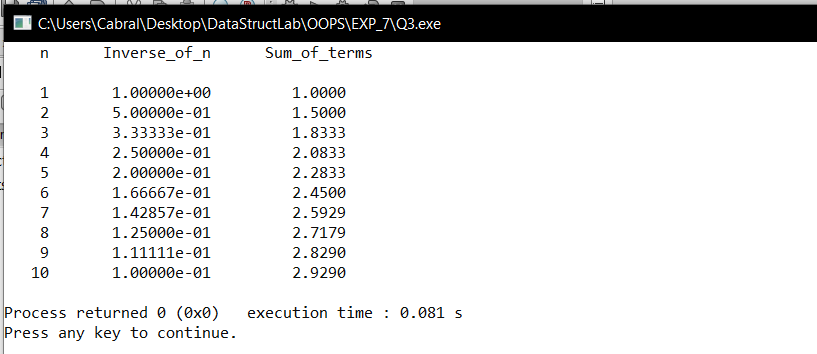 C:\Users\Cabral\Desktop\DataStructLab\OOPS\EXP_7\Q3.exe
n Inverse_of_n Sum_of_terms
1 1.00000e+00 1.0000
2 5.00000e-01 1.5000
3 3.33333e-01 1.8333
4 2.50000e-01 2.0833
5 2.00000e-01 2.2833
6 1.66667e-01 2.4500
7 1.42857e-01 2.5929
8 1.25000e-01 2.7179
9 1.11111e-01 2.8290
10 1.00000e-01 2.9290
Process returned 0 (0x0) execution time : 0.081 s
Press any key to continue.